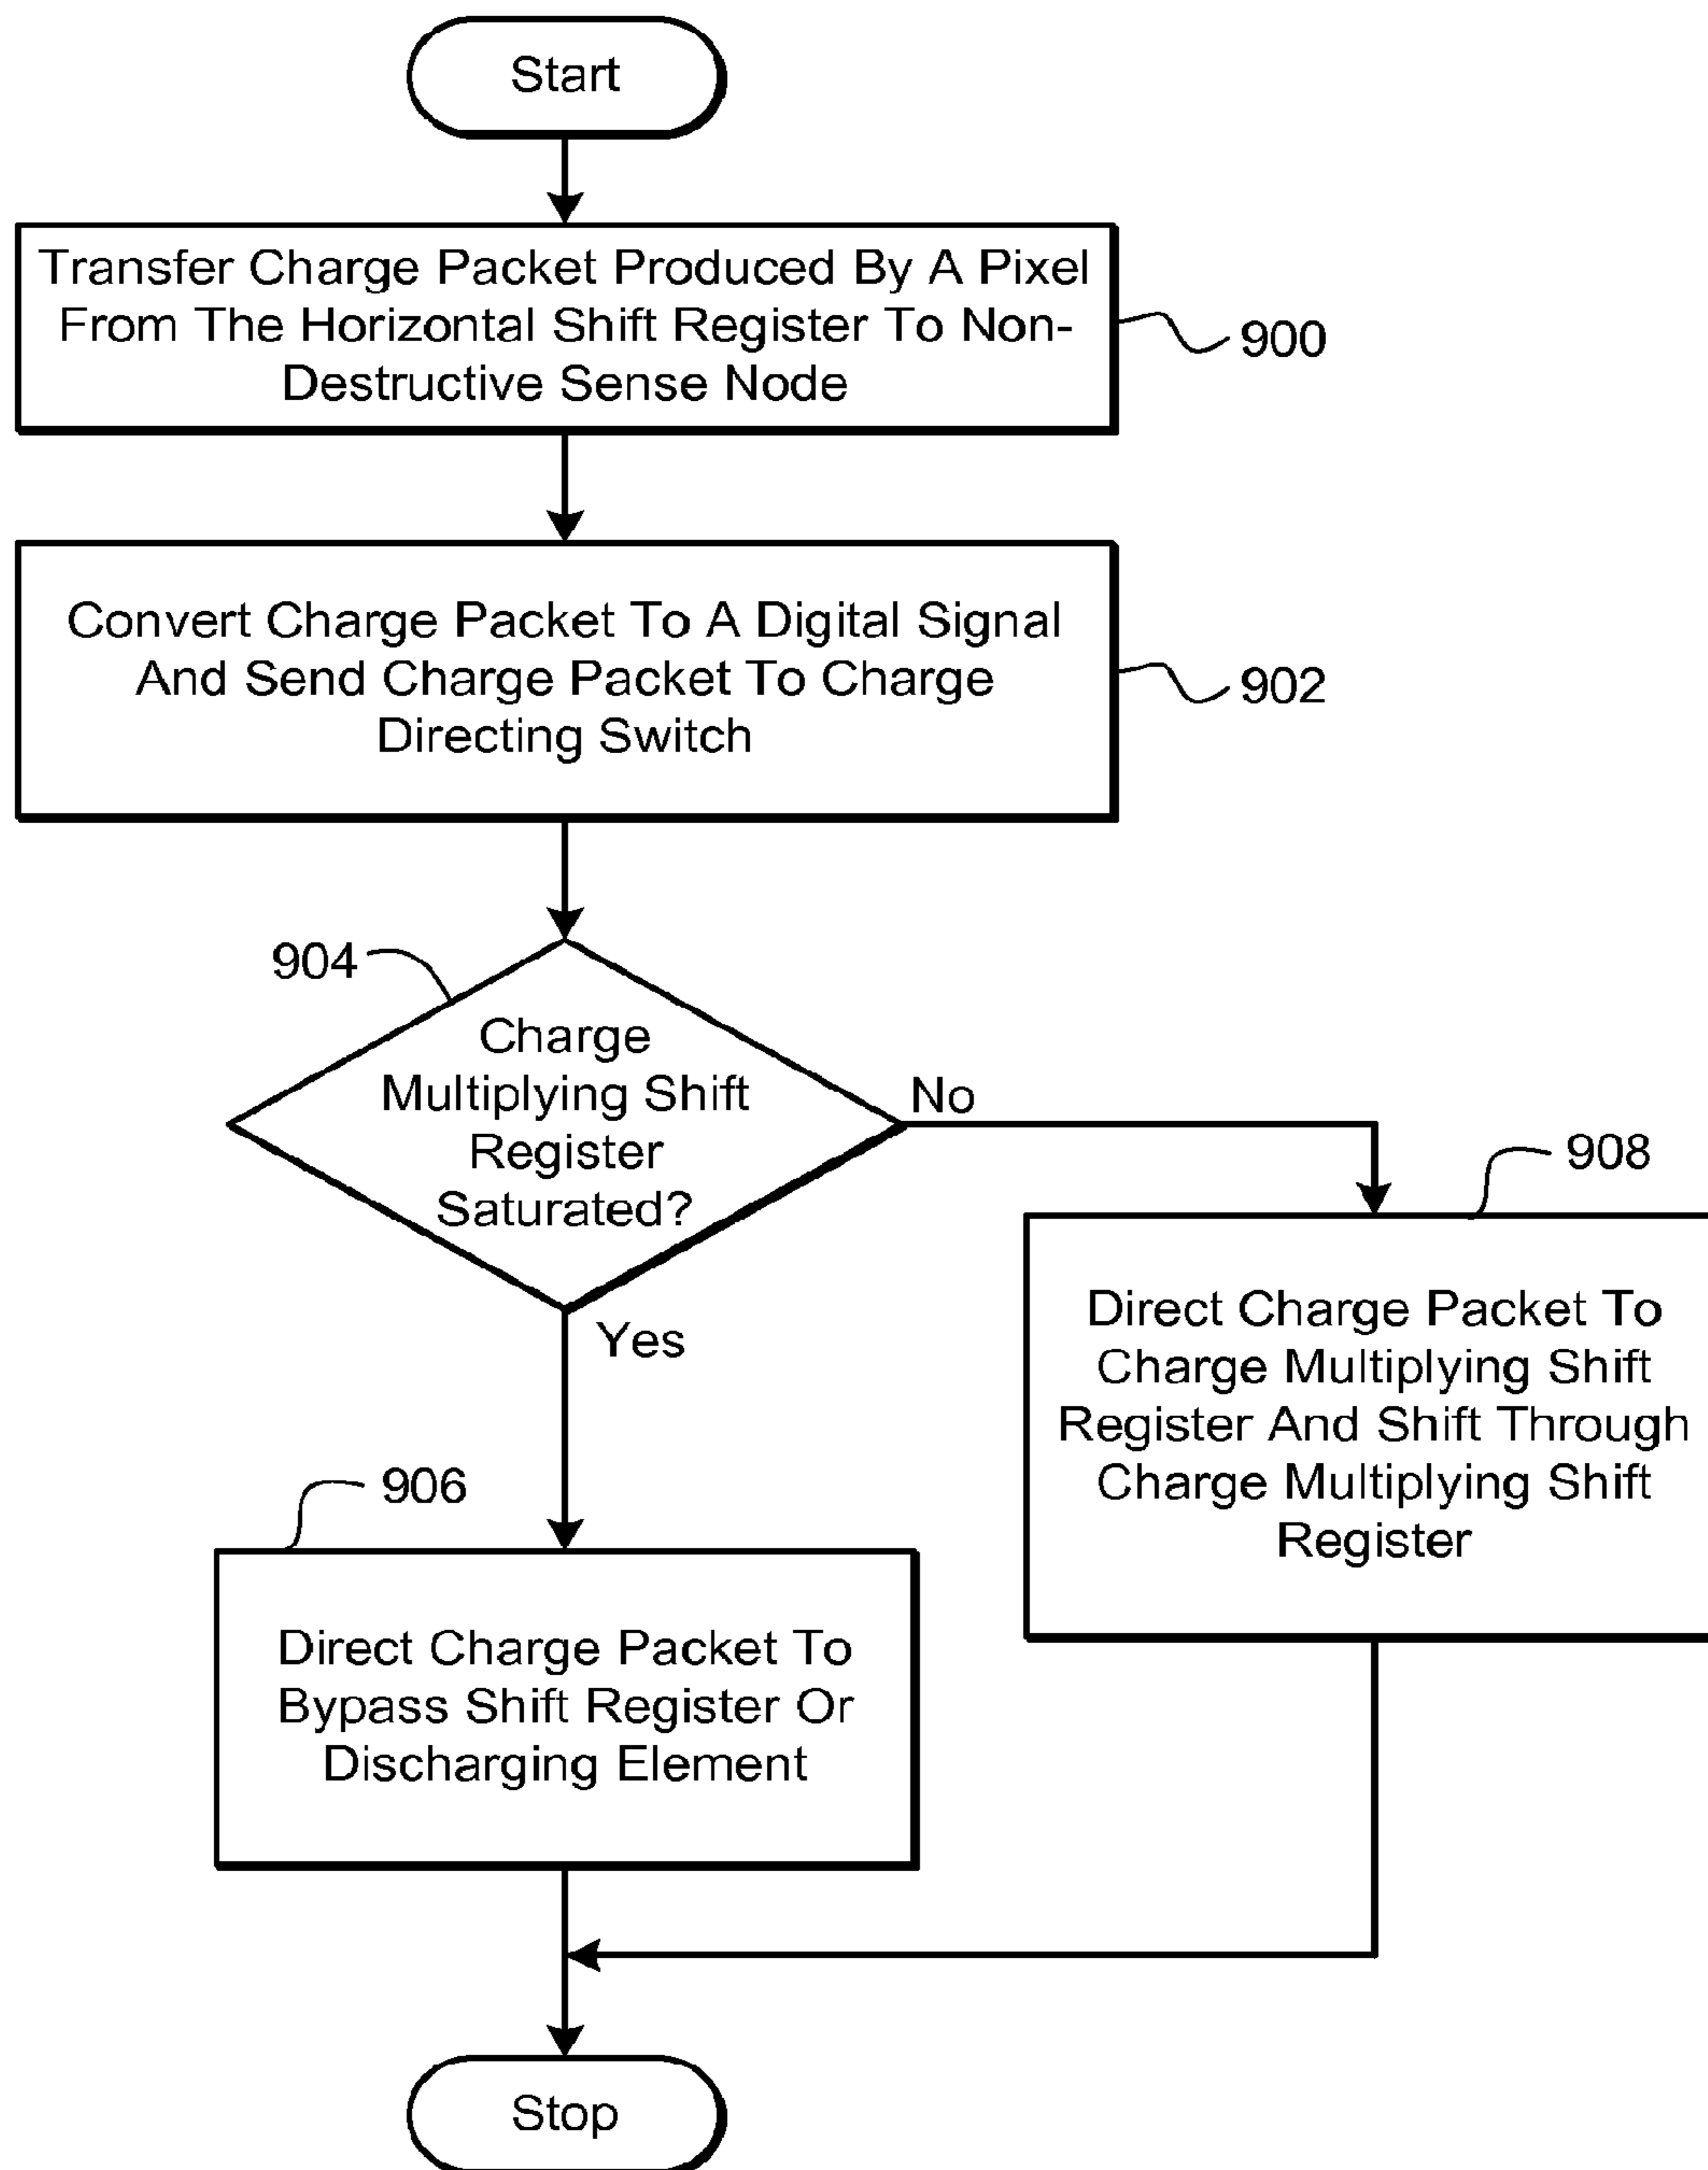 Start
Transfer Charge Packet Produced By A Pixel
From The Horizontal Shift Register To Non-
Destructive Sense Node
900
Convert Charge Packet To A Digital Signal
And Send Charge Packet To Charge
Directing Switch
902
904
Charge
Multiplying Shift
Register
Saturated?
No
Yes
908
Direct Charge Packet To
Charge Multiplying Shift
Register And Shift Through
Charge Multiplying Shift
Register
906
Direct Charge Packet To
Bypass Shift Register Or
Discharging Element
Stop